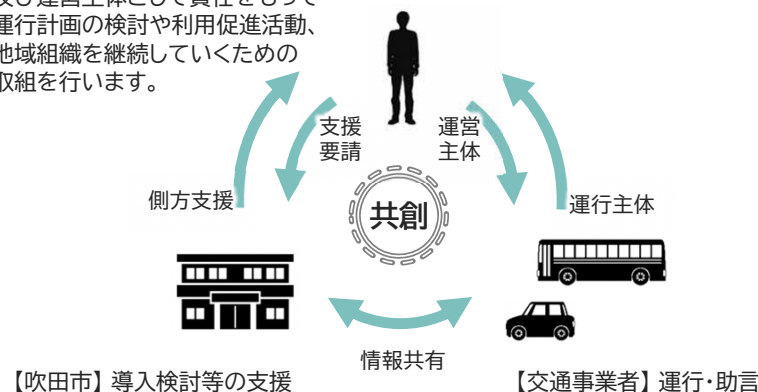 運行計画の検討や利用促進活動、
地域組織を継続していくための
取組を行います。
支援
要請
運営
主体
側方支援
共創
運行主体
情報共有
【吹田市】導入検討等の支援
【交通事業者】運行・助言